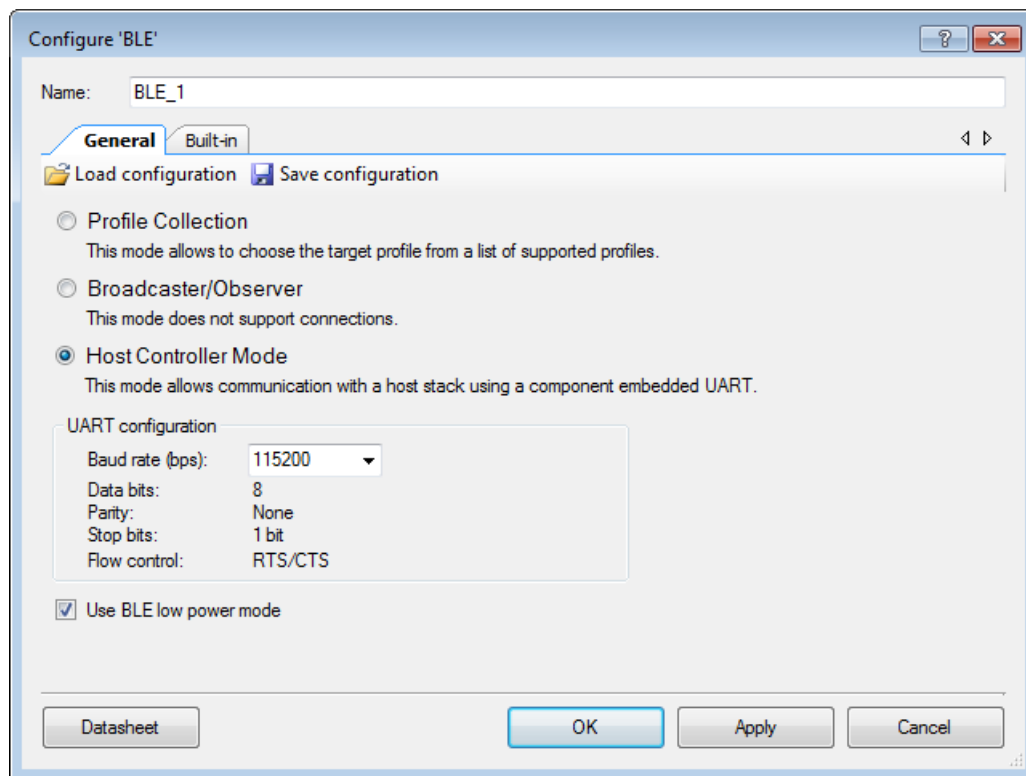 Configure 'BLE'
Name: BLE_1
General Built-in
Load configuration Save configuration
Profile Collection
This mode allows to choose the target profile from a list of supported profiles.
Broadcaster/Observer
This mode does not support connections.
Host Controller Mode
This mode allows communication with a host stack using a component embedded UART.
UART configuration
Baud rate (bps): 115200
Data bits: 8
Parity: None
Stop bits: 1 bit
Flow control: RTS/CTS
Use BLE low power mode
Datasheet OK Apply Cancel